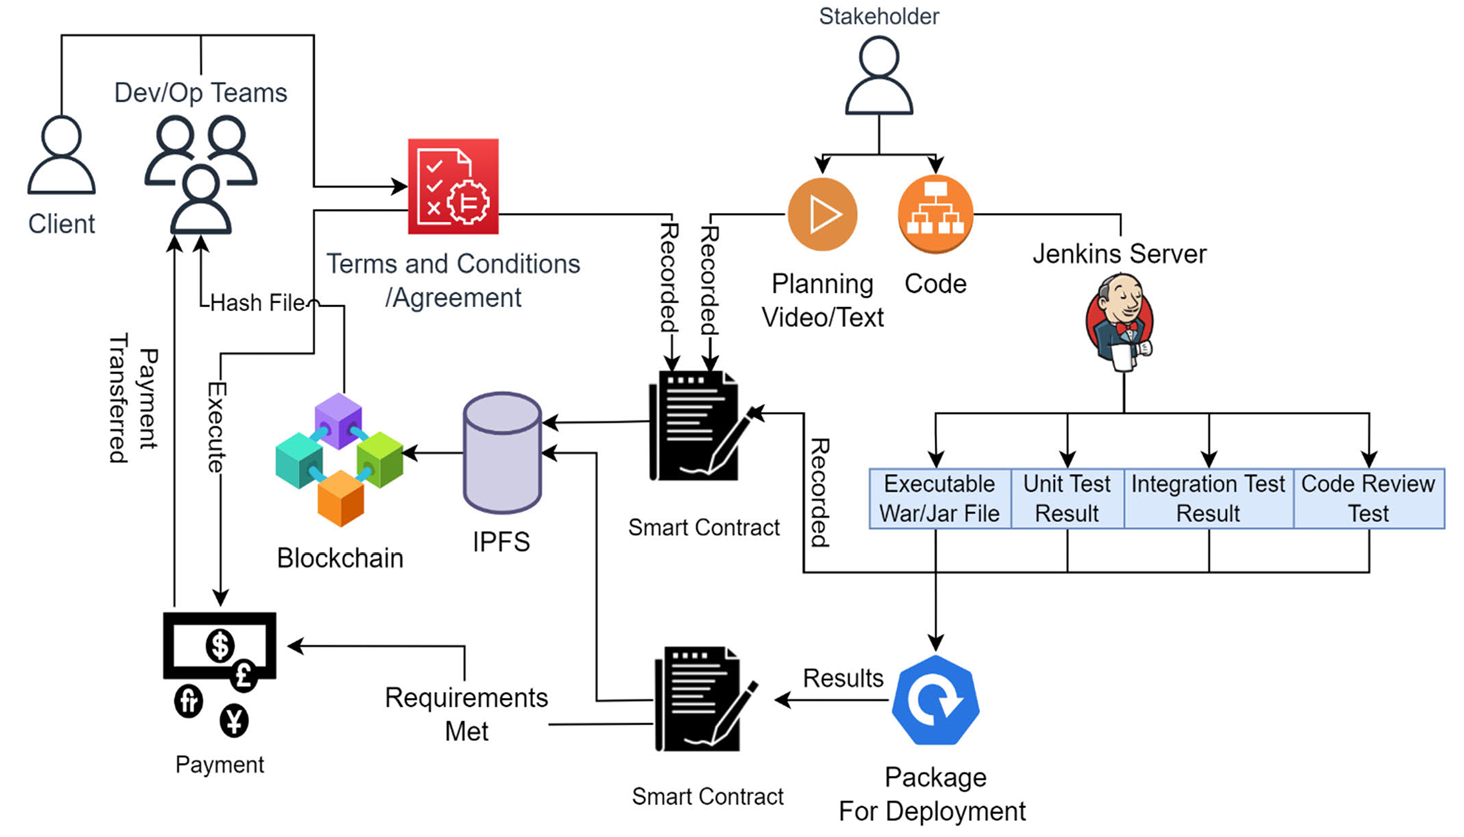 Stakeholder
Dev/Op Teams
Client
Terms and Conditions
/Agreement
Recorded
Recorded
Planning
Video/Text
Code
Jenkins Server
Hash File
Payment
Transferred
Execute
Blockchain
IPFS
Smart Contract
Recorded
Executable
War/Jar File
Unit Test
Result
Integration Test
Result
Code Review
Test
$
£
fr
¥
Payment
Requirements
Met
Smart Contract
Results
Package
For Deployment